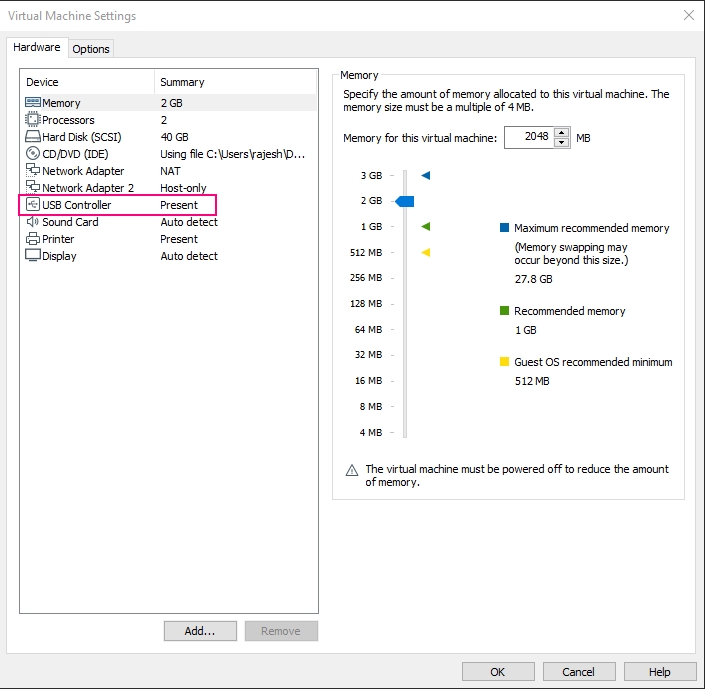 Virtual Machine Settings
Hardware Options
Device Summary
Memory 2 GB
Processors 2
Hard Disk (SCSI) 40 GB
CD/DVD (IDE) Using file C:\Users\rajesh\D...
Network Adapter NAT
Network Adapter 2 Host-only
USB Controller Present
Sound Card Auto detect
Printer Present
Display Auto detect
Add... Remove
Memory
Specify the amount of memory allocated to this virtual machine. The
memory size must be a multiple of 4 MB.
Memory for this virtual machine: 2048 MB
3 GB
2 GB
1 GB
512 MB
256 MB
128 MB
64 MB
32 MB
16 MB
8 MB
4 MB
Maximum recommended memory
(Memory swapping may
occur beyond this size.)
27.8 GB
Recommended memory
1 GB
Guest OS recommended minimum
512 MB
The virtual machine must be powered off to reduce the amount
of memory.
OK Cancel Help